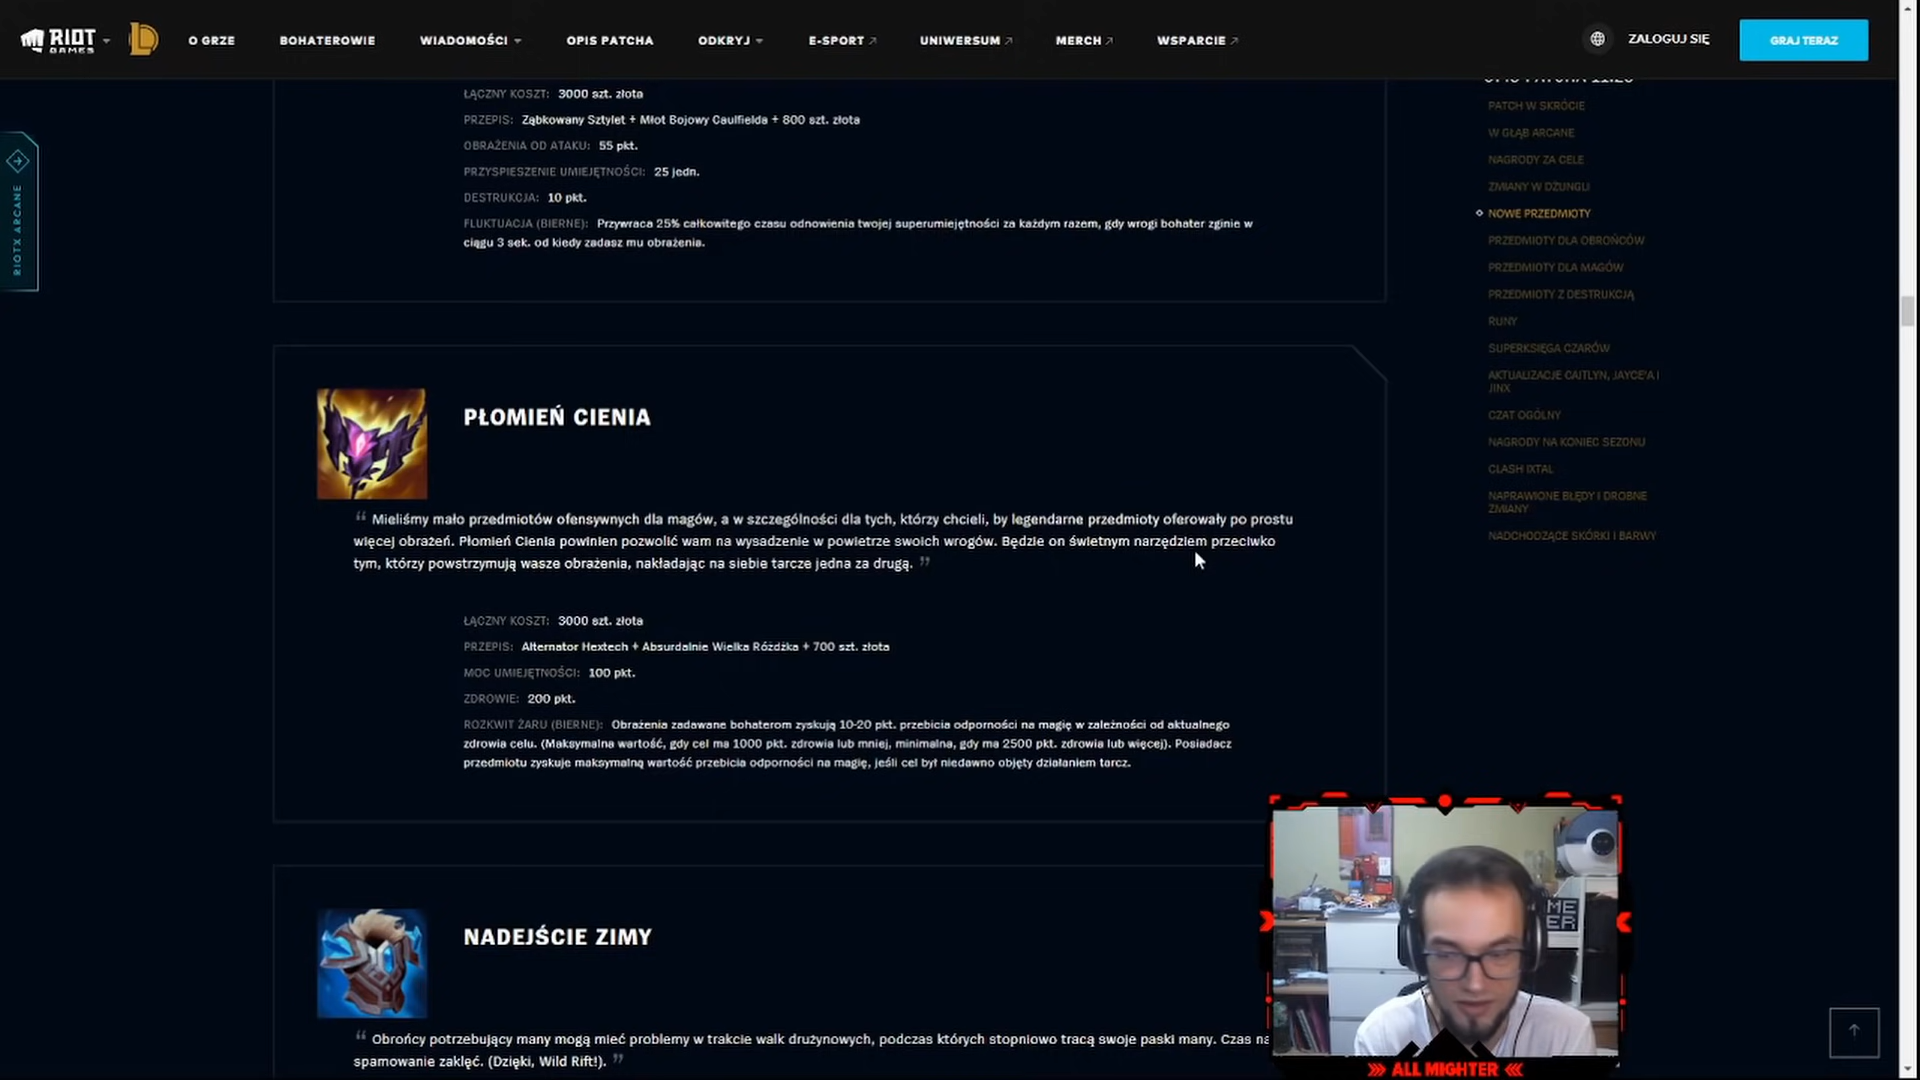 RIOT GAMES
O GRZE
BOHATEROWIE
WIADOMOŚCI
OPIS PATCHA
ODKRYJ
E-SPORT
UNIWERSUM
MERCH
WSPARCIE
ZALOGUJ SIĘ
GRAJ TERAZ
RIOTX ARCANE
ŁĄCZNY KOSZT: 3000 szt. złota
PRZEPIS: Ząbkowany Sztylet + Młot Bojowy Caulfielda + 800 szt. złota
OBRAŻENIA OD ATAKU: 55 pkt.
PRZYSPIESZENIE UMIEJĘTNOŚCI: 25 jedn.
DESTRUKCJA: 10 pkt.
FLUKTUACJA (BIERNE): Przywraca 25% całkowitego czasu odnowienia twojej superumiejętności za każdym razem, gdy wrogi bohater zginie w
ciągu 3 sek. od kiedy zadasz mu obrażenia.
PŁOMIEŃ CIENIA
“ Mieliśmy mało przedmiotów ofensywnych dla magów, a w szczególności dla tych, którzy chcieli, by legendarne przedmioty oferowały po prostu
więcej obrażeń. Płomień Cienia powinien pozwolić wam na wysadzenie w powietrze swoich wrogów. Będzie on świetnym narzędziem przeciwko
tym, którzy powstrzymują wasze obrażenia, nakładając na siebie tarcze jedna za drugą. ”
ŁĄCZNY KOSZT: 3000 szt. złota
PRZEPIS: Alternator Hextech + Absurdalnie Wielka Różdżka + 700 szt. złota
MOC UMIEJĘTNOŚCI: 100 pkt.
ZDROWIE: 200 pkt.
ROZKWIT ŻARU (BIERNE): Obrażenia zadawane bohaterom zyskują 10-20 pkt. przebicia odporności na magię w zależności od aktualnego
zdrowia celu. (Maksymalna wartość, gdy cel ma 1000 pkt. zdrowia lub mniej, minimalna, gdy ma 2500 pkt. zdrowia lub więcej). Posiadacz
przedmiotu zyskuje maksymalną wartość przebicia odporności na magię, jeśli cel był niedawno objęty działaniem tarcz.
NADEJŚCIE ZIMY
“ Obrońcy potrzebujący many mogą mieć problemy w trakcie walk drużynowych, podczas których stopniowo tracą swoje paski many. Czas na
spamowanie zaklęć. (Dzięki, Wild Rift!). ”
OPIS PATCHA 11.23
PATCH W SKRÓCIE
W GŁĄB ARCANE
NAGRODY ZA CELE
ZMIANY W DŻUNGLI
NOWE PRZEDMIOTY
PRZEDMIOTY DLA OBROŃCÓW
PRZEDMIOTY DLA MAGÓW
PRZEDMIOTY Z DESTRUKCJĄ
RUNY
SUPERKSIĘGA CZARÓW
AKTUALIZACJE CAITLYN, JAYCE'A I
JINX
CZAT OGÓLNY
NAGRODY NA KONIEC SEZONU
CLASH IXTAL
NAPRAWIONE BŁĘDY I DROBNE
ZMIANY
NADCHODZĄCE SKÓRKI I BARWY
ALL MIGHTER